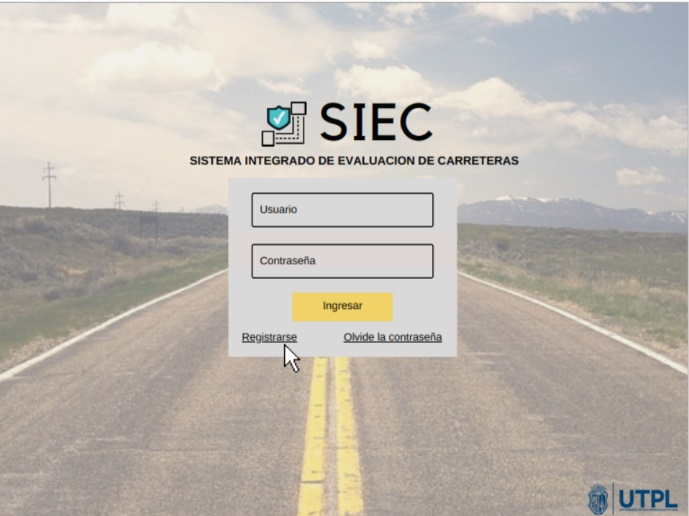 SIEC
SISTEMA INTEGRADO DE EVALUACION DE CARRETERAS
Usuario
Contraseña
Ingresar
Registrarse
Olvide la contraseña
UTPL